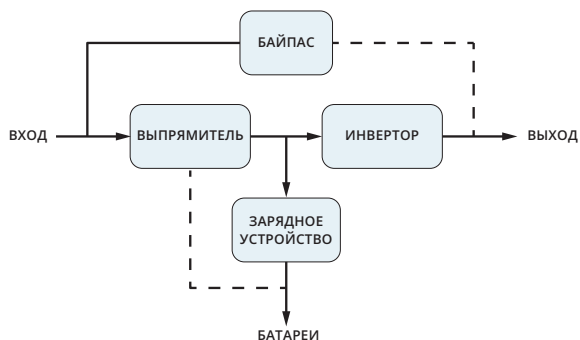 БАЙПАС
ВХОД
ВЫПРЯМИТЕЛЬ
ИНВЕРТОР
ВЫХОД
ЗАРЯДНОЕ
УСТРОЙСТВО
БАТАРЕИ